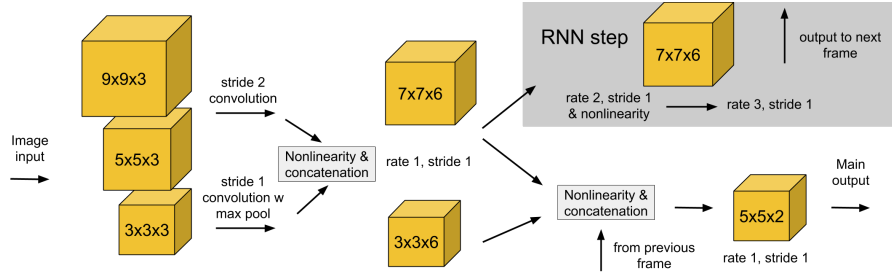 Image
input
9x9x3
5x5x3
3x3x3
stride 2
convolution
stride 1
convolution w
max pool
Nonlinearity &
concatenation
7x7x6
rate 1, stride 1
3x3x6
RNN step
7x7x6
rate 2, stride 1
& nonlinearity
rate 3, stride 1
output to next
frame
Nonlinearity &
concatenation
from previous
frame
5x5x2
rate 1, stride 1
Main
output